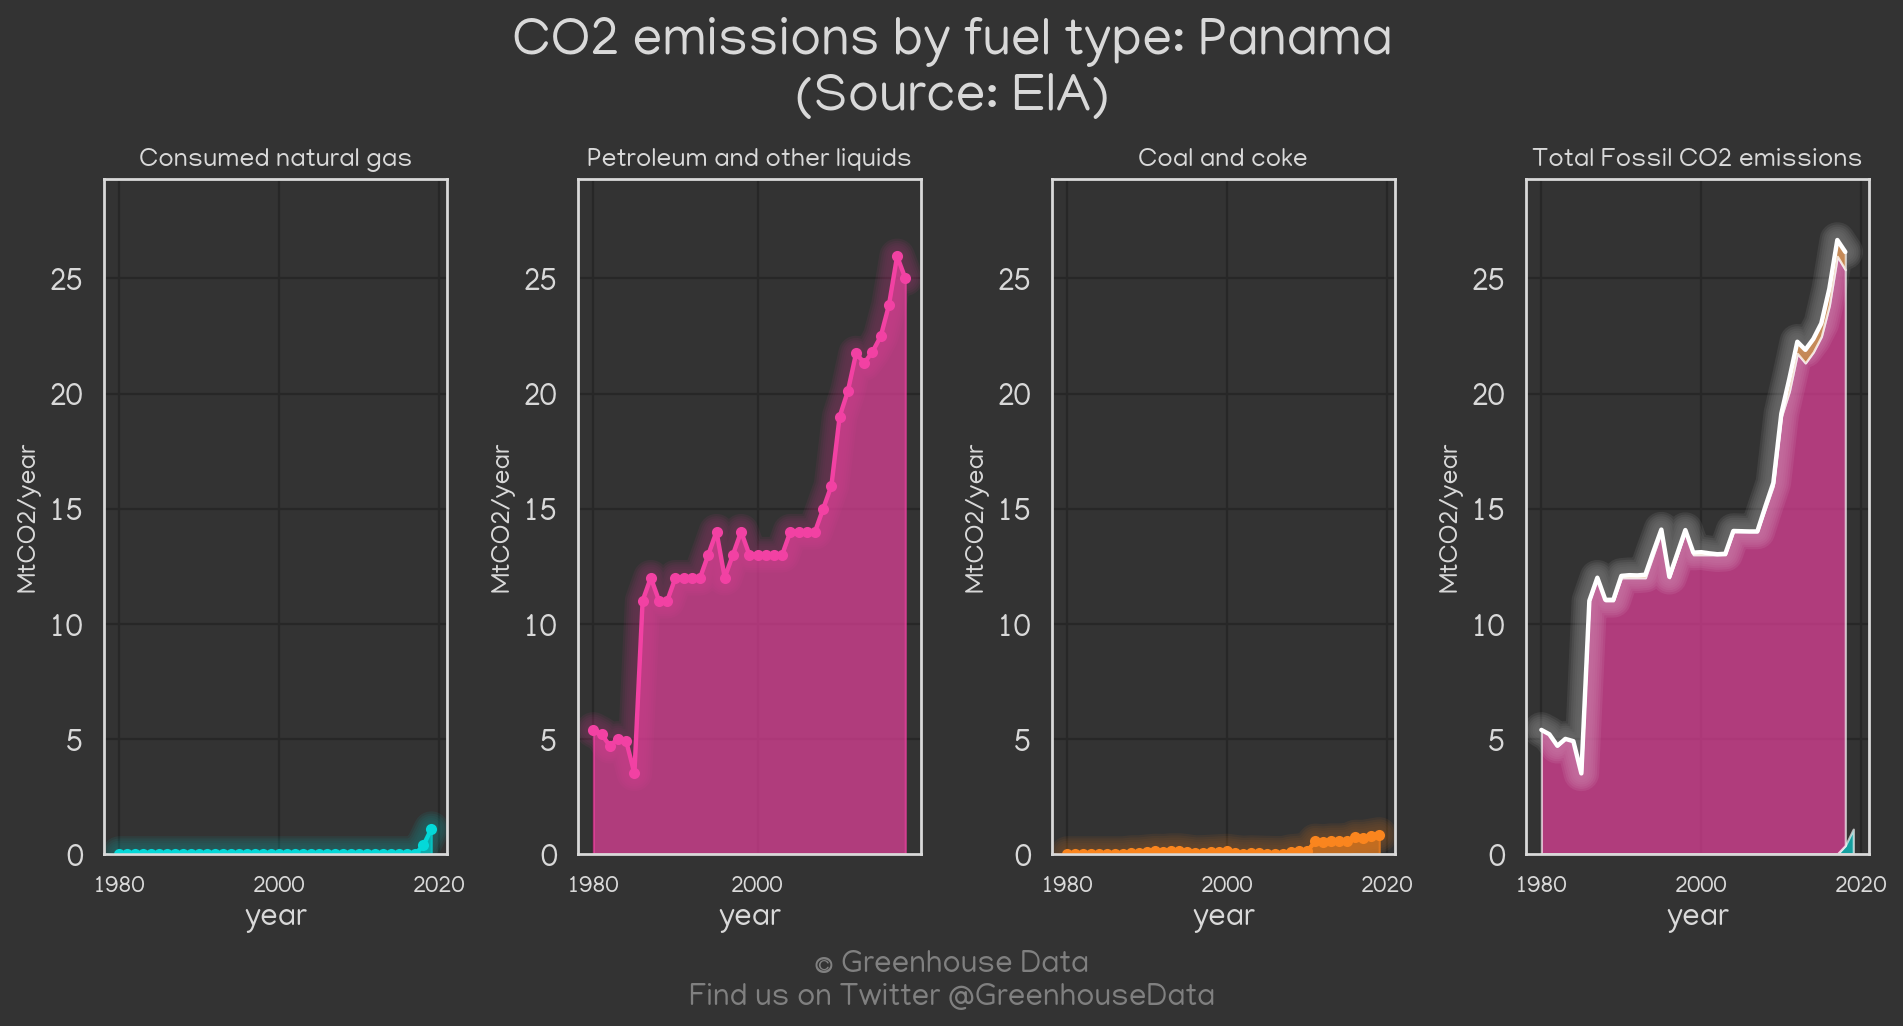 CO2 emissions by fuel type: Panama
(Source: EIA)
Consumed natural gas
Petroleum and other liquids
Coal and coke
Total Fossil CO2 emissions
MtCO2/year
25
20
15
10
5
0
1980 2000 2020
year
MtCO2/year
25
20
15
10
5
0
1980 2000
year
MtCO2/year
25
20
15
10
5
0
1980 2000 2020
year
MtCO2/year
25
20
15
10
5
0
1980 2000 2020
year
© Greenhouse Data
Find us on Twitter @GreenhouseData